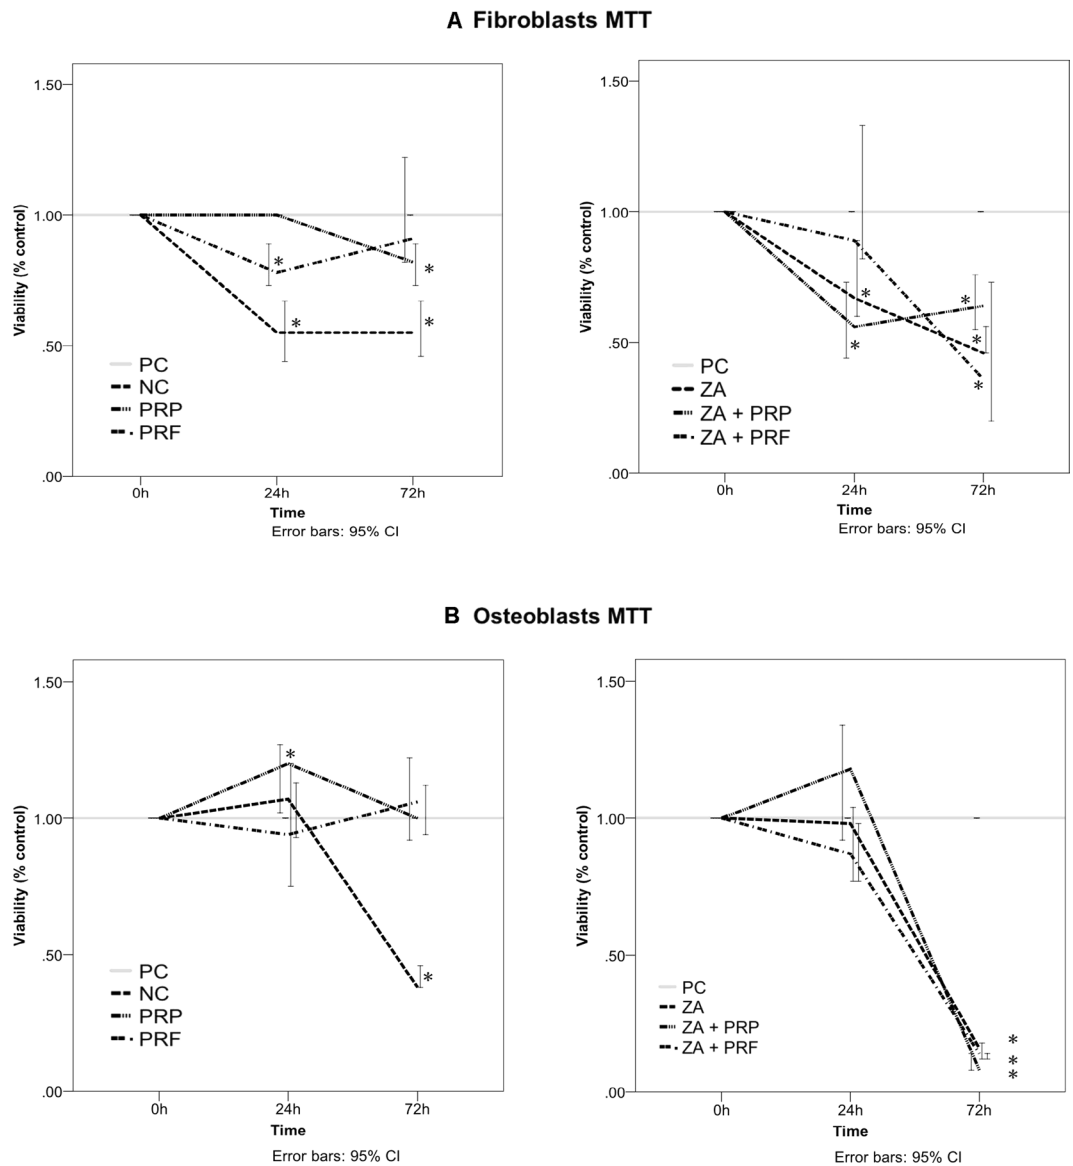 A Fibroblasts MTT
1.50
1.00
.50
.00
Viability (% control)
*
*
*
*
PC
NC
PRP
PRF
0h
24h
72h
Time
Error bars: 95% CI
1.50
1.00
.50
.00
Viability (% control)
*
*
*
*
*
PC
ZA
ZA + PRP
ZA + PRF
0h
24h
72h
Time
Error bars: 95% CI
B Osteoblasts MTT
1.50
1.00
.50
.00
Viability (% control)
*
*
PC
NC
PRP
PRF
0h
24h
72h
Time
Error bars: 95% CI
1.50
1.00
.50
.00
Viability (% control)
*
*
*
PC
ZA
ZA + PRP
ZA + PRF
0h
24h
72h
Time
Error bars: 95% CI